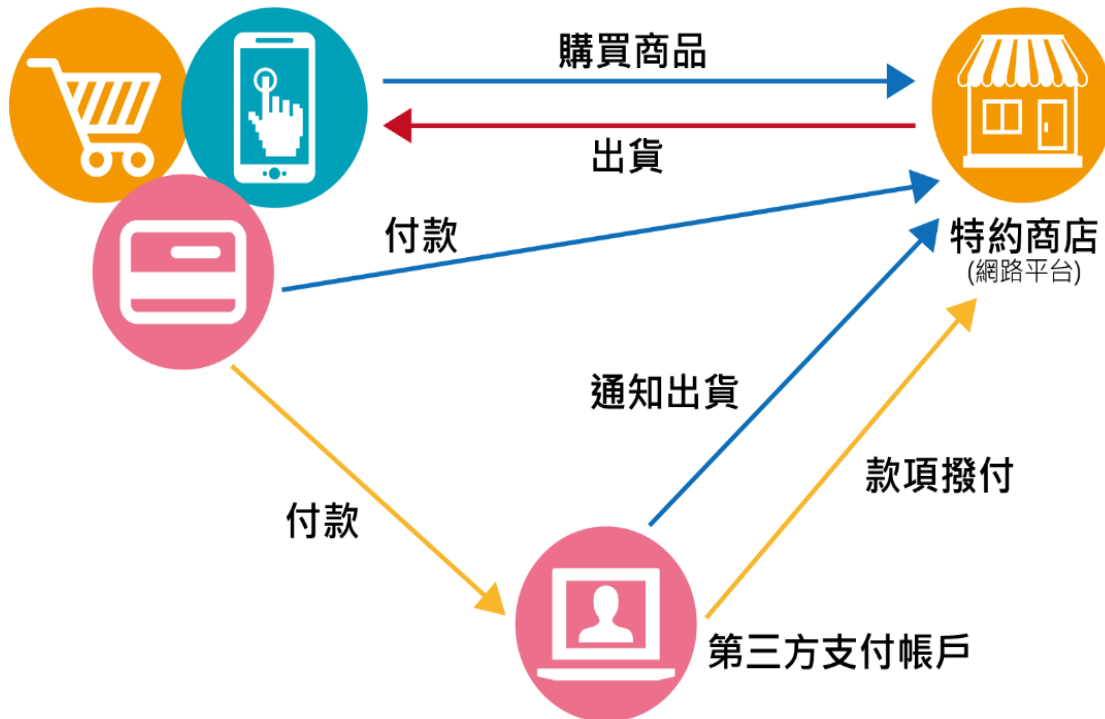 購買商品
出貨
付款
特約商店
(網路平台)
通知出貨
款項撥付
付款
第三方支付帳戶